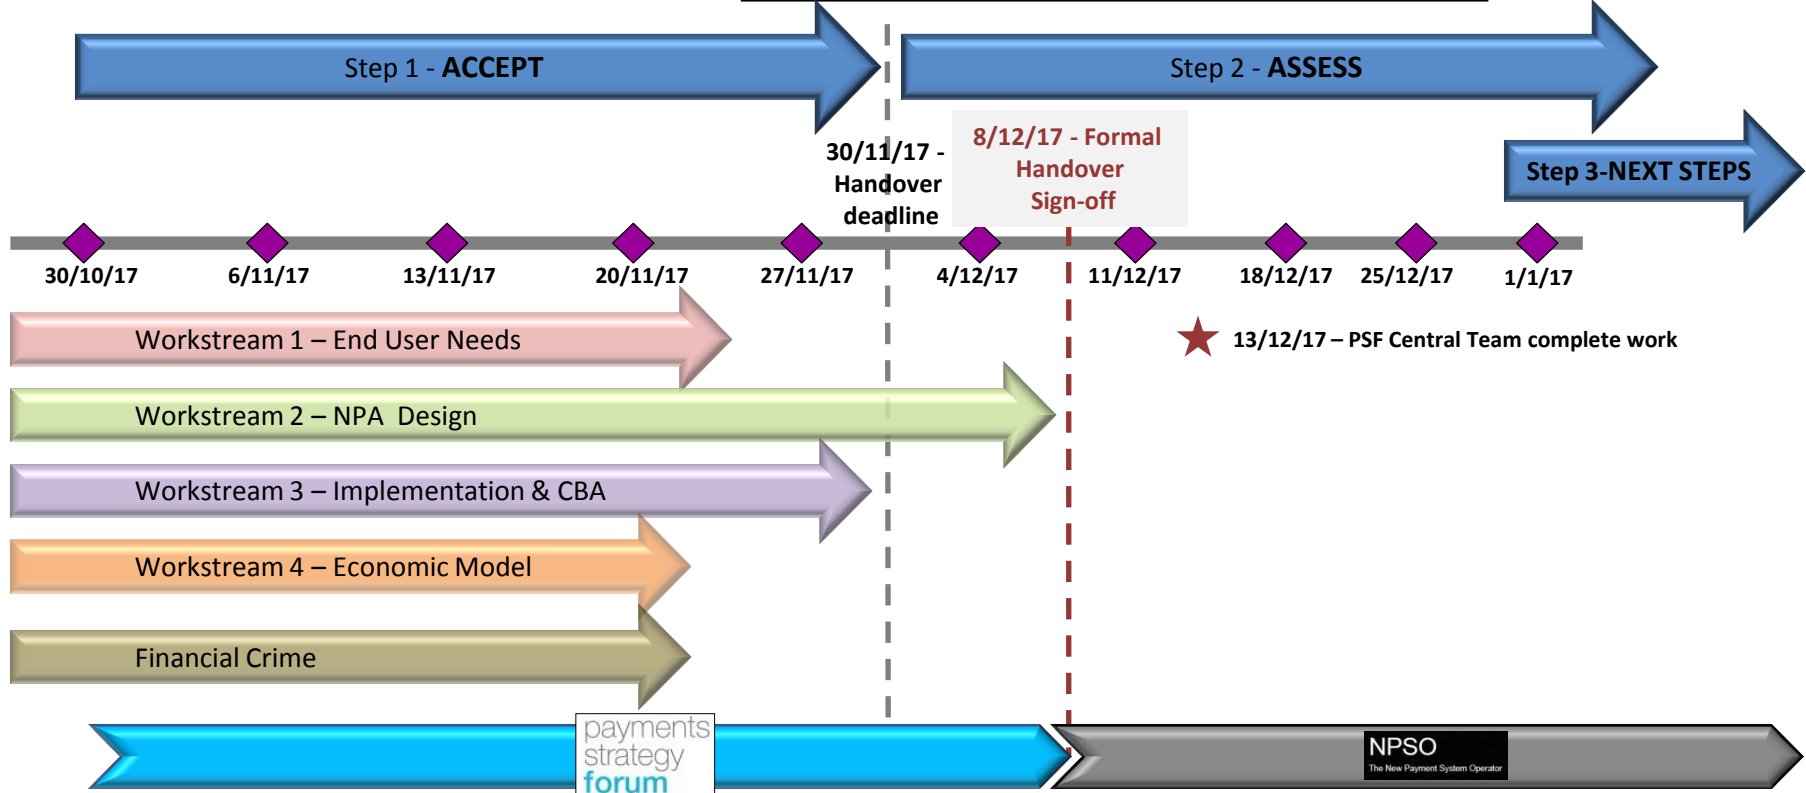 Step 1 - ACCEPT
Step 2 - ASSESS
30/11/17 -
Handover
deadline
8/12/17 - Formal
Handover
Sign-off
Step 3-NEXT STEPS
30/10/17
6/11/17
13/11/17
20/11/17
27/11/17
4/12/17
11/12/17
18/12/17
25/12/17
1/1/17
Workstream 1 – End User Needs
13/12/17 – PSF Central Team complete work
Workstream 2 – NPA  Design
Workstream 3 – Implementation & CBA
Workstream 4 – Economic Model
Financial Crime
payments
strategy
forum
NPSO
The New Payment System Operator